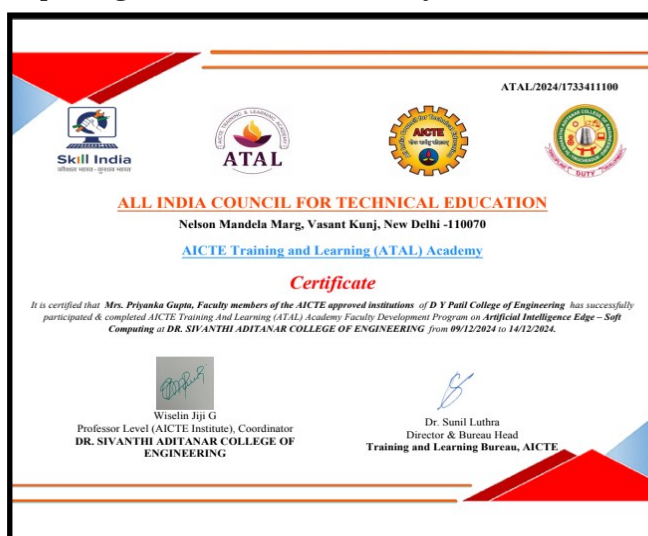 ATAL/2024/1733411100
Skill India
कौशल भारत - कुशल भारत
ATAL
AICTE
ALL INDIA COUNCIL FOR TECHNICAL EDUCATION
Nelson Mandela Marg, Vasant Kunj, New Delhi -110070
AICTE Training and Learning (ATAL) Academy
Certificate
It is certified that Mrs. Priyanka Gupta, Faculty members of the AICTE approved institutions of D Y Patil College of Engineering has successfully
participated & completed AICTE Training And Learning (ATAL) Academy Faculty Development Program on Artificial Intelligence Edge – Soft
Computing at DR. SIVANTHI ADITANAR COLLEGE OF ENGINEERING from 09/12/2024 to 14/12/2024.
Wiselin Jiji G
Professor Level (AICTE Institute), Coordinator
DR. SIVANTHI ADITANAR COLLEGE OF
ENGINEERING
Dr. Sunil Luthra
Director & Bureau Head
Training and Learning Bureau, AICTE